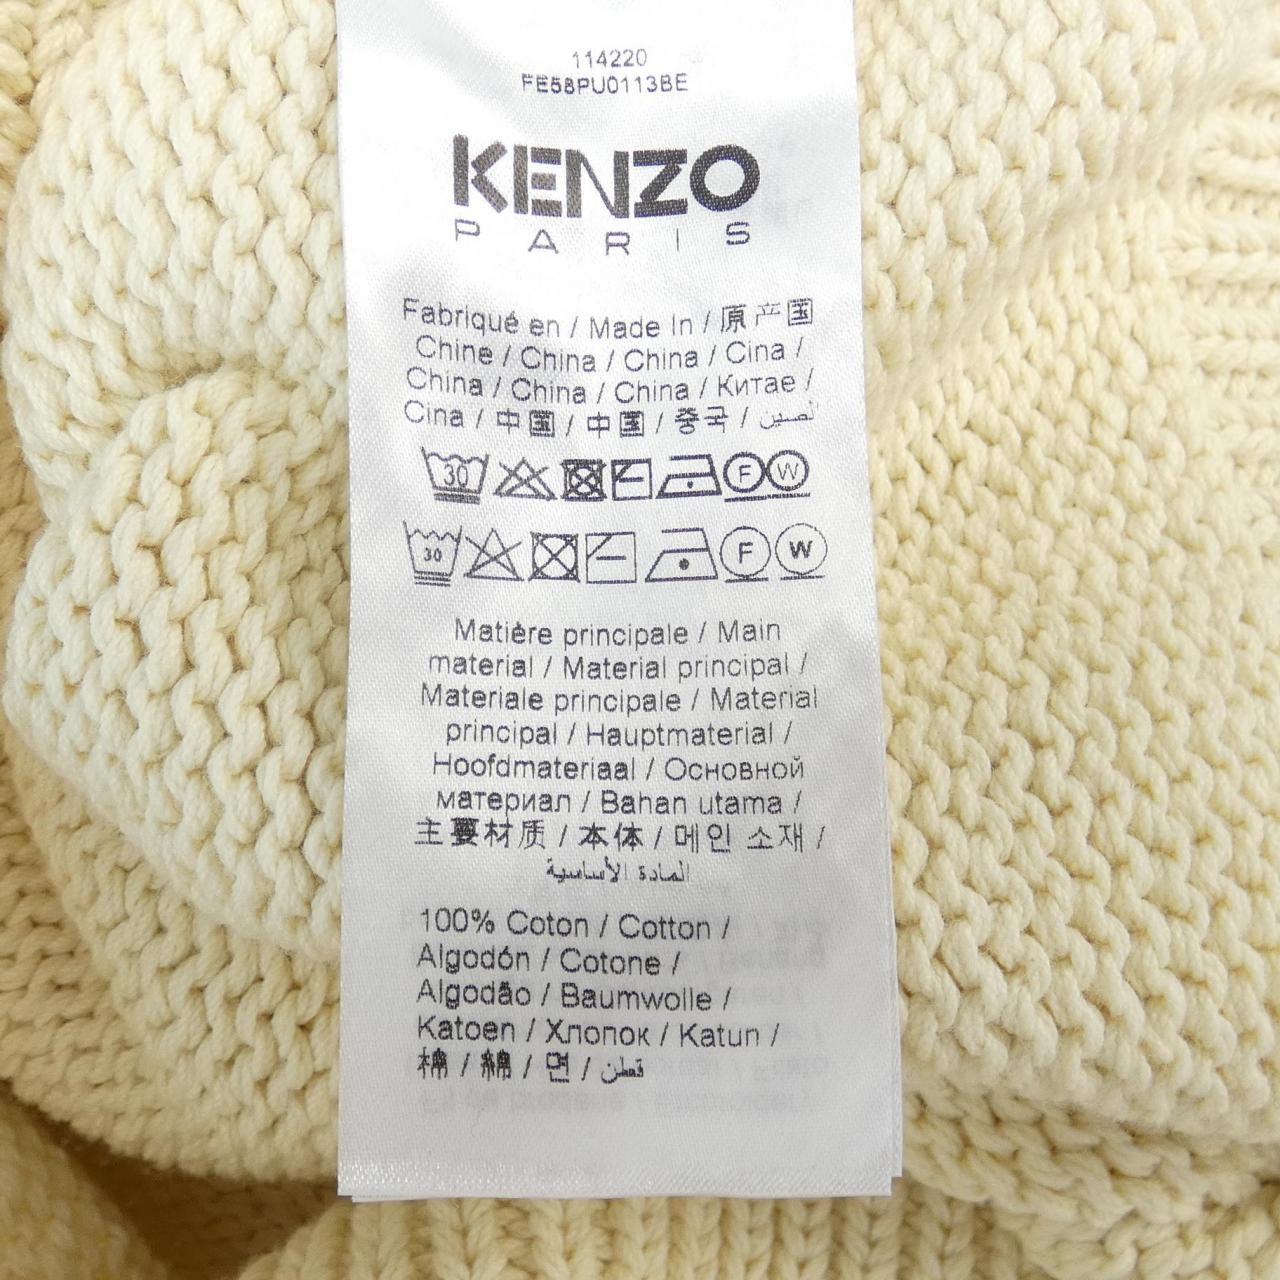 114220
FE58PU0113BE
KENZO
PARIS
Fabriqué en / Made In / 原产国
Chine / China / China / Cina /
China / China / China / Китае /
Cina / 中国 / 中国 / 중국 / الصين
30 F W
30 F W
Matière principale / Main
material / Material principal /
Materiale principale / Material
principal / Hauptmaterial /
Hoofdmateriaal / Основной
материал / Bahan utama /
主要材质 / 本体 / 메인 소재 /
المادة الأساسية
100% Coton / Cotton /
Algodón / Cotone /
Algodão / Baumwolle /
Katoen / Хлопок / Katun /
棉 / 綿 / 면 / قطن